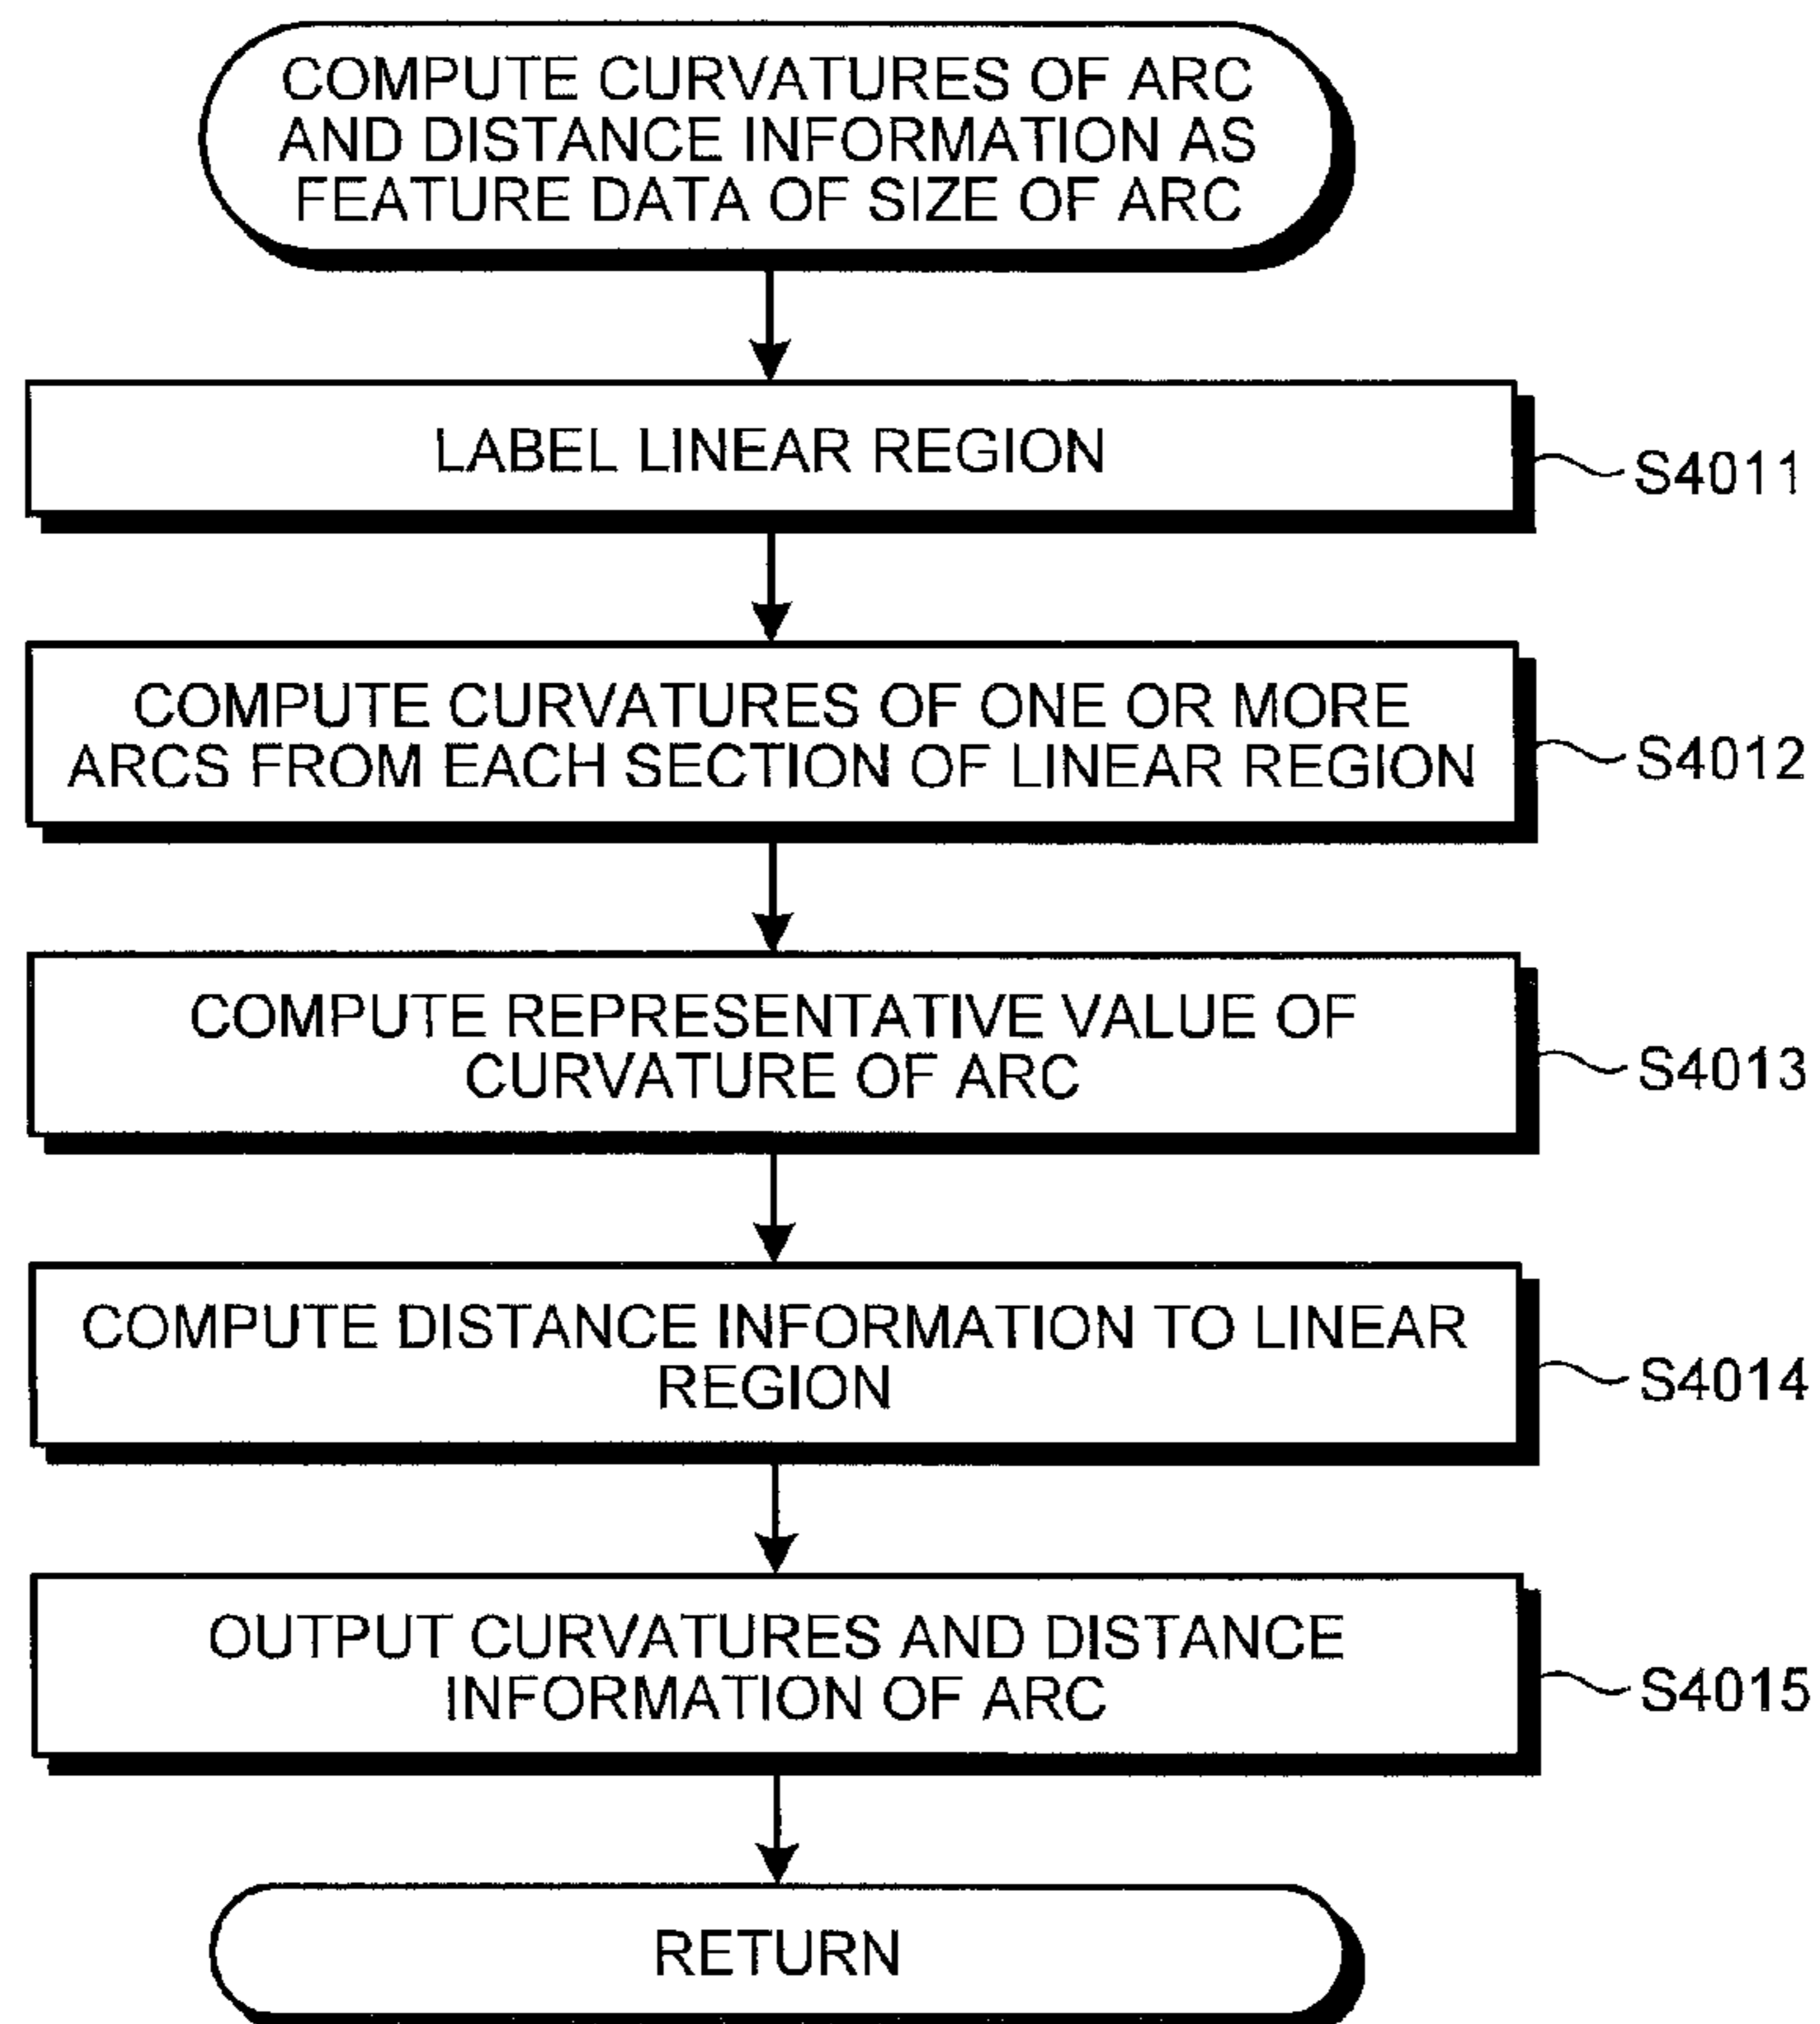 COMPUTE CURVATURES OF ARC
AND DISTANCE INFORMATION AS
FEATURE DATA OF SIZE OF ARC
LABEL LINEAR REGION
S4011
COMPUTE CURVATURES OF ONE OR MORE
ARCS FROM EACH SECTION OF LINEAR REGION
S4012
COMPUTE REPRESENTATIVE VALUE OF
CURVATURE OF ARC
S4013
COMPUTE DISTANCE INFORMATION TO LINEAR
REGION
S4014
OUTPUT CURVATURES AND DISTANCE
INFORMATION OF ARC
S4015
RETURN